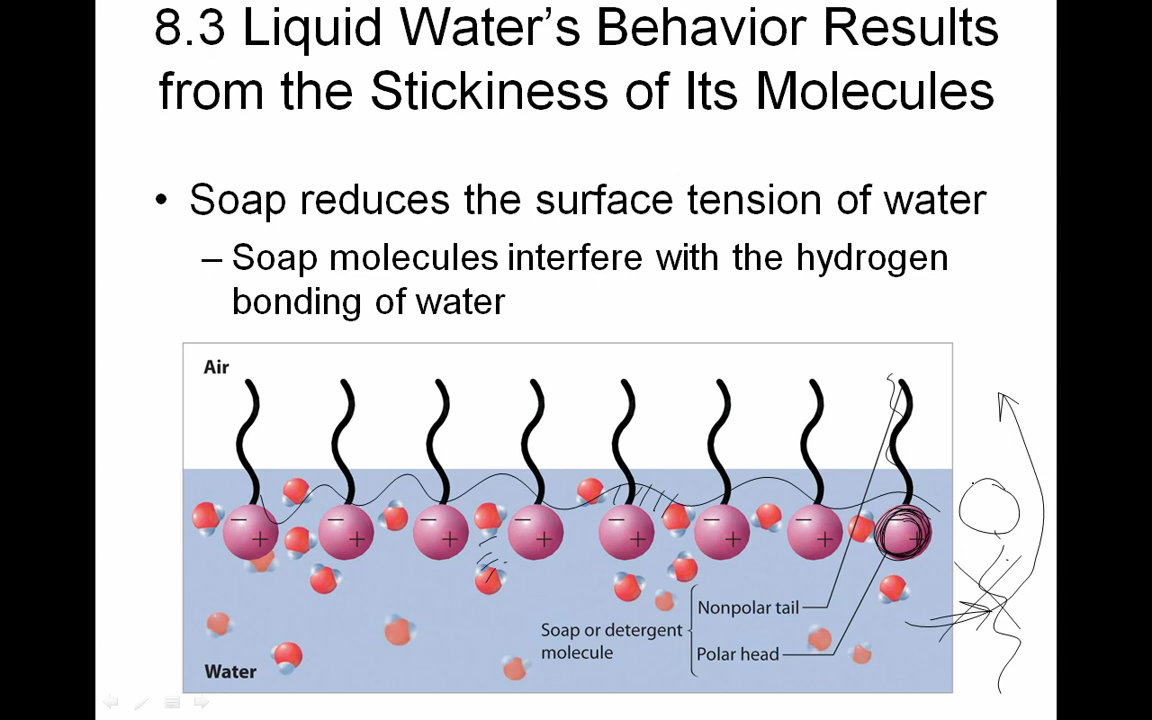 8.3 Liquid Water's Behavior Results
from the Stickiness of Its Molecules
• Soap reduces the surface tension of water
– Soap molecules interfere with the hydrogen
bonding of water
Air
− − − − − − −
+ + + + + + + +
Nonpolar tail
Soap or detergent
molecule
Polar head
Water